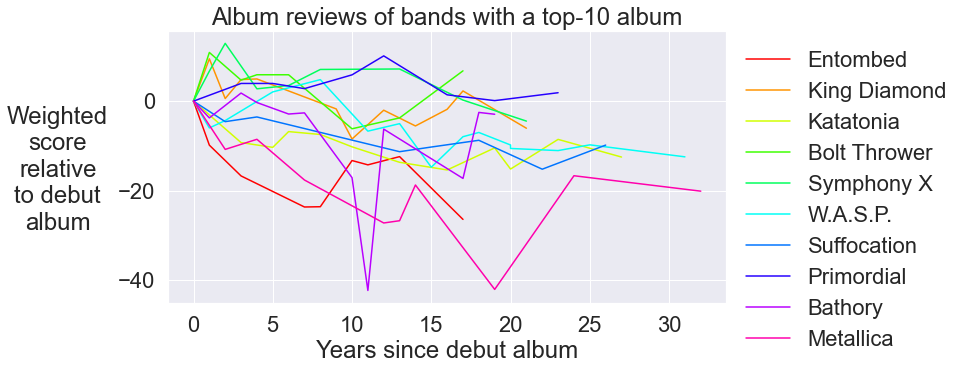 Album reviews of bands with a top-10 album
Weighted
score
relative
to debut
album
0
−20
−40
0 5 10 15 20 25 30
Years since debut album
Entombed
King Diamond
Katatonia
Bolt Thrower
Symphony X
W.A.S.P.
Suffocation
Primordial
Bathory
Metallica